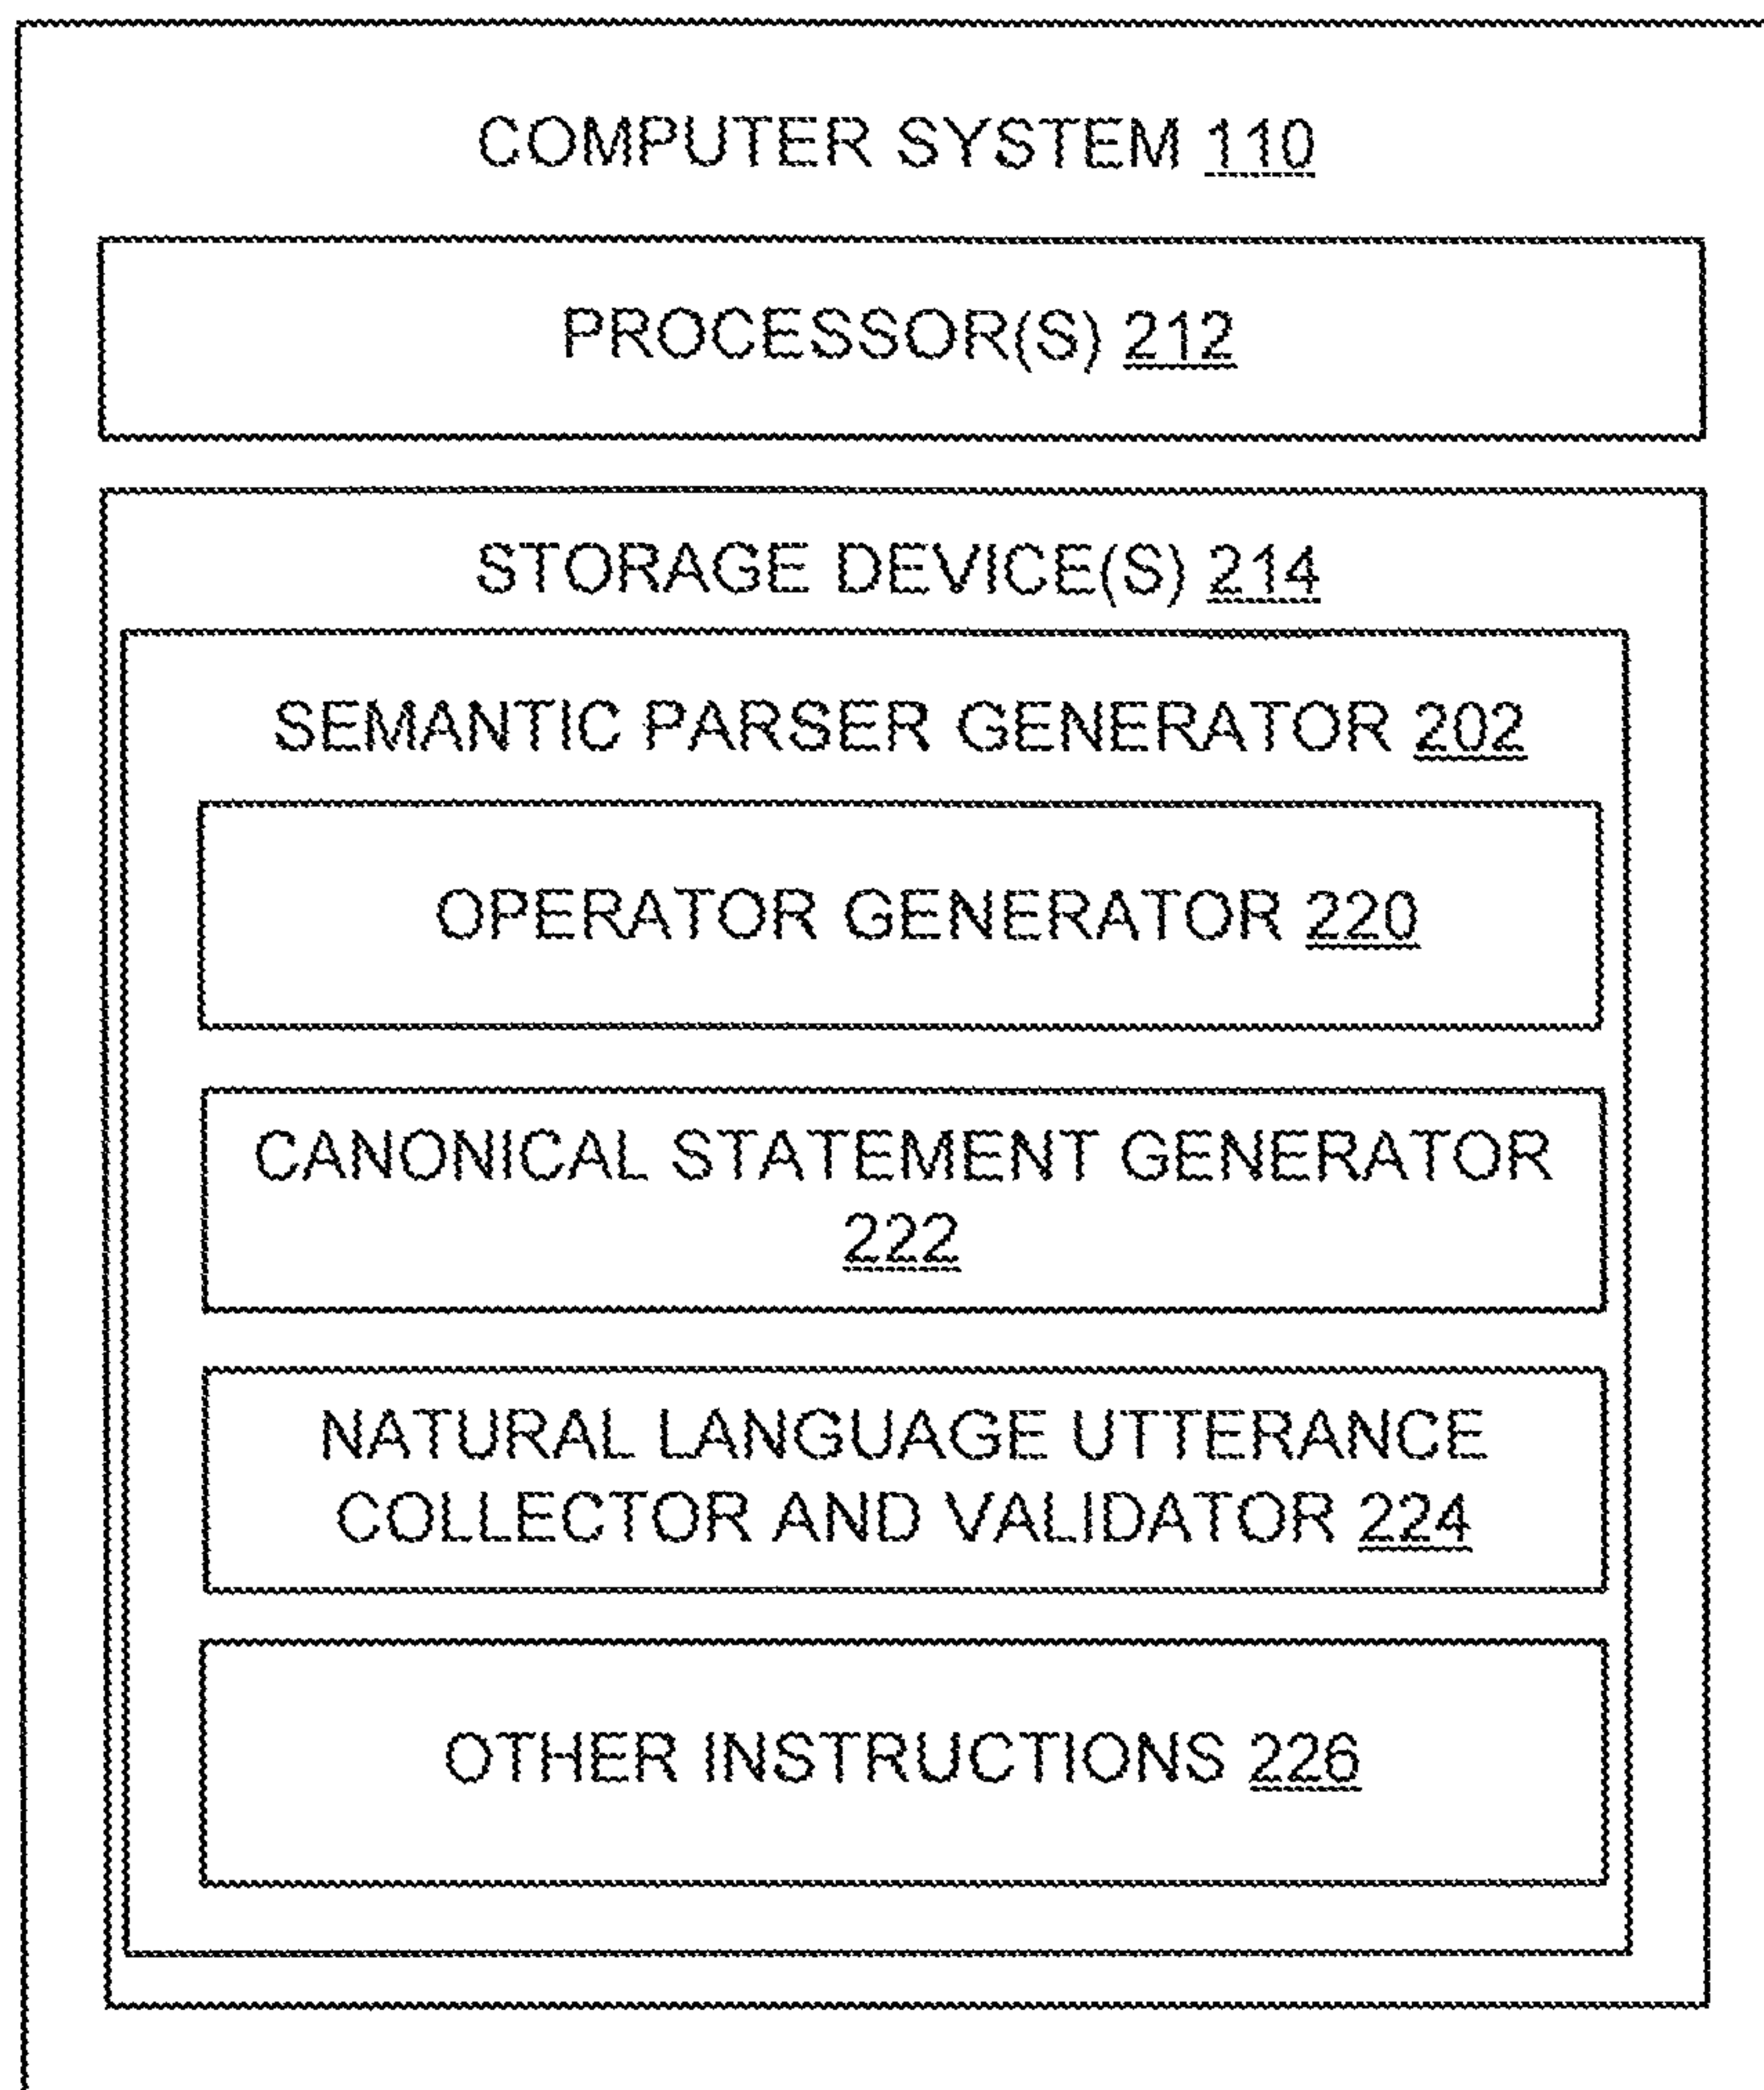 COMPUTER SYSTEM 110
PROCESSOR(S) 212
STORAGE DEVICE(S) 214
SEMANTIC PARSER GENERATOR 202
OPERATOR GENERATOR 220
CANONICAL STATEMENT GENERATOR
222
NATURAL LANGUAGE UTTERANCE
COLLECTOR AND VALIDATOR 224
OTHER INSTRUCTIONS 226